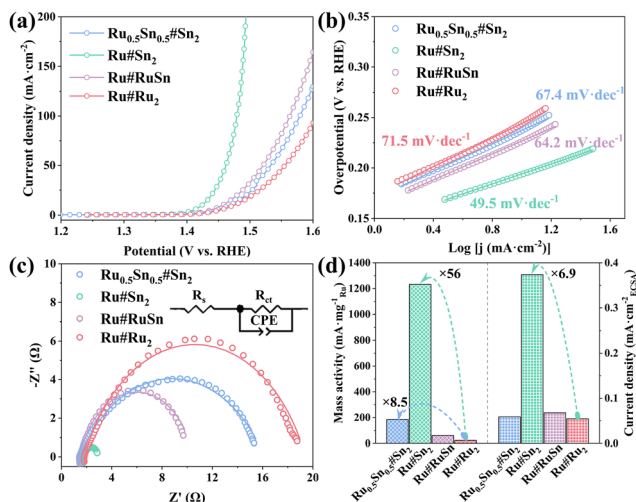 (a)
250
200
150
100
50
0
Current density (mA·cm⁻²)
Ru₀.₅Sn₀.₅#Sn₂
Ru#Sn₂
Ru#RuSn
Ru#Ru₂
1.2 1.3 1.4 1.5 1.6
Potential (V vs. RHE)
(b)
0.35
0.30
0.25
0.20
0.15
Overpotential (V vs. RHE)
Ru₀.₅Sn₀.₅#Sn₂
Ru#Sn₂
Ru#RuSn
Ru#Ru₂
67.4 mV·dec⁻¹
71.5 mV·dec⁻¹
64.2 mV·dec⁻¹
49.5 mV·dec⁻¹
0.0 0.4 0.8 1.2 1.6
Log [j (mA·cm⁻²)]
(c)
8
6
4
2
0
-Z'' (Ω)
Ru₀.₅Sn₀.₅#Sn₂
Ru#Sn₂
Ru#RuSn
Ru#Ru₂
Rs
Rct
CPE
0 4 8 12 16 20
Z' (Ω)
(d)
1400
1200
1000
800
600
400
200
0
Mass activity (mA·mg⁻¹Ru)
×56
×6.9
×8.5
0.4
0.3
0.2
0.1
0.0
Current density (mA·cm⁻²ECSA)
Ru₀.₅Sn₀.₅#Sn₂
Ru#Sn₂
Ru#RuSn
Ru#Ru₂
Ru₀.₅Sn₀.₅#Sn₂
Ru#Sn₂
Ru#RuSn
Ru#Ru₂